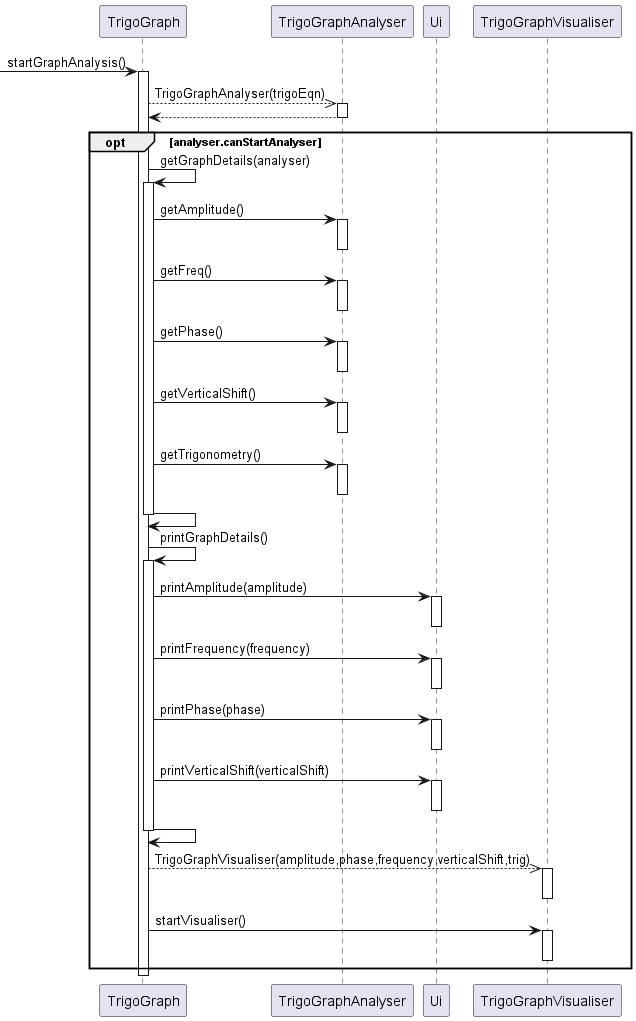 TrigoGraph TrigoGraphAnalyser Ui TrigoGraphVisualiser
startGraphAnalysis()
TrigoGraphAnalyser(trigoEqn)
opt [analyser.canStartAnalyser]
getGraphDetails(analyser)
getAmplitude()
getFreq()
getPhase()
getVerticalShift()
getTrigonometry()
printGraphDetails()
printAmplitude(amplitude)
printFrequency(frequency)
printPhase(phase)
printVerticalShift(verticalShift)
TrigoGraphVisualiser(amplitude,phase,frequency,verticalShift,trig)
startVisualiser()
TrigoGraph TrigoGraphAnalyser Ui TrigoGraphVisualiser